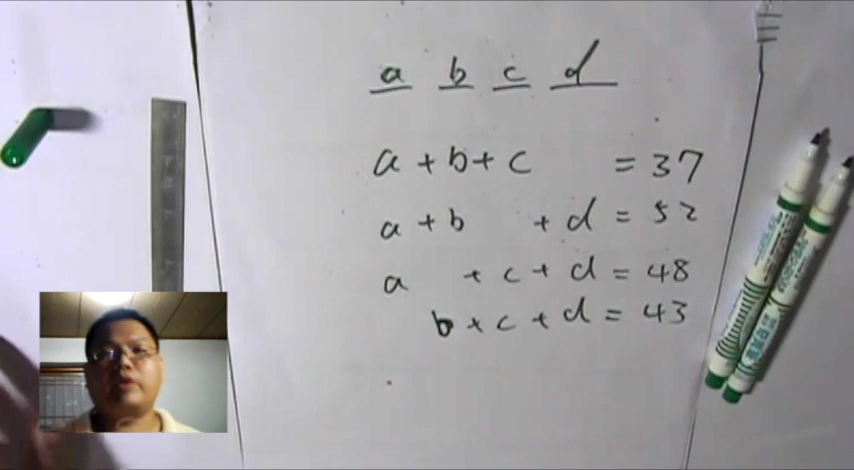 a b c d
a + b + c = 37
a + b + d = 52
a + c + d = 48
b + c + d = 43